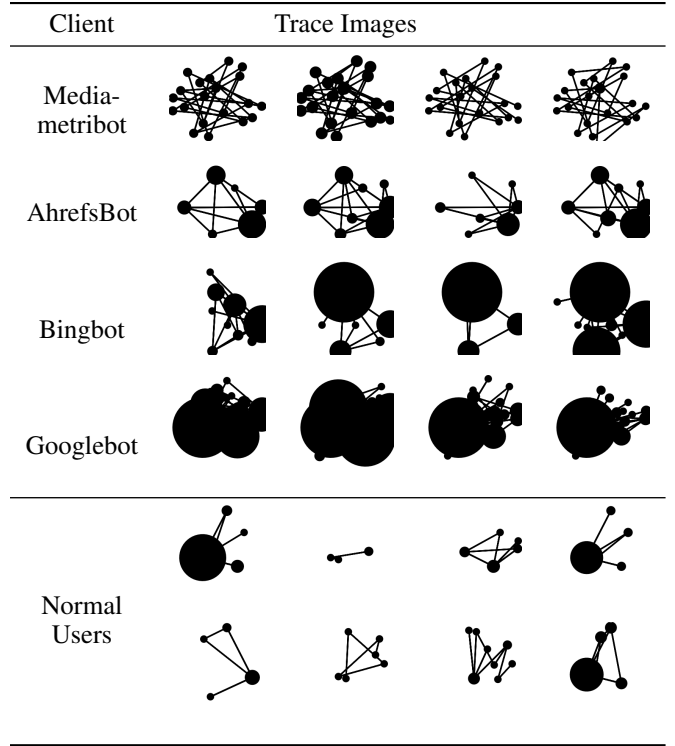 Client Trace Images
Media-
metribot
AhrefsBot
Bingbot
Googlebot
Normal
Users